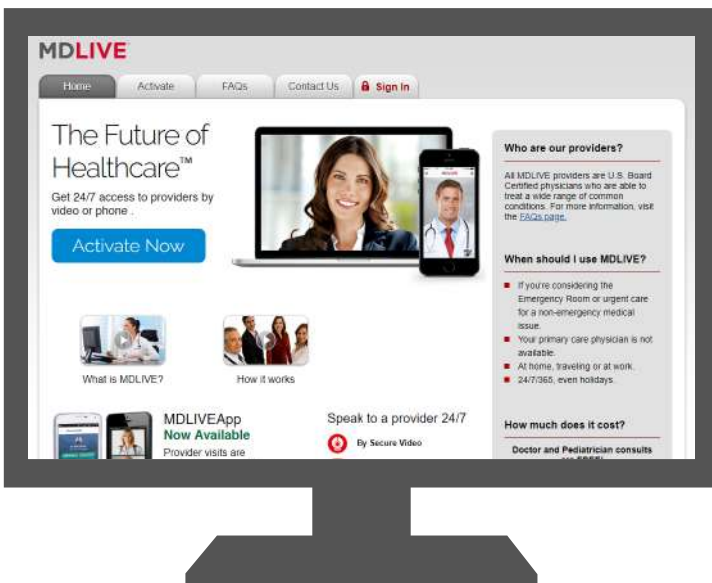 MDLIVE
Home Activate FAQs Contact Us Sign In
The Future of
Healthcare™
Get 24/7 access to providers by
video or phone .
Activate Now
What is MDLIVE?
How it works
MDLIVEApp
Now Available
Provider visits are
Speak to a provider 24/7
By Secure Video
Who are our providers?
All MDLIVE providers are U.S. Board
Certified physicians who are able to
treat a wide range of common
conditions. For more information, visit
the FAQs page.
When should I use MDLIVE?
If you're considering the
Emergency Room or urgent care
for a non-emergency medical
issue.
Your primary care physician is not
available.
At home, traveling or at work.
24/7/365, even holidays.
How much does it cost?
Doctor and Pediatrician consults
are FREE!